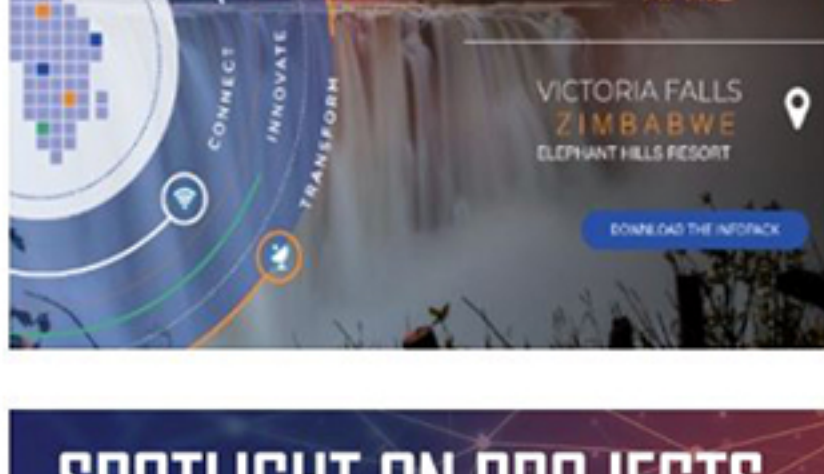 CONNECT
INNOVATE
TRANSFORM
VICTORIA FALLS
ZIMBABWE
ELEPHANT HILLS RESORT
DOWNLOAD THE INFOPACK
SPOTLIGHT ON PROJECTS